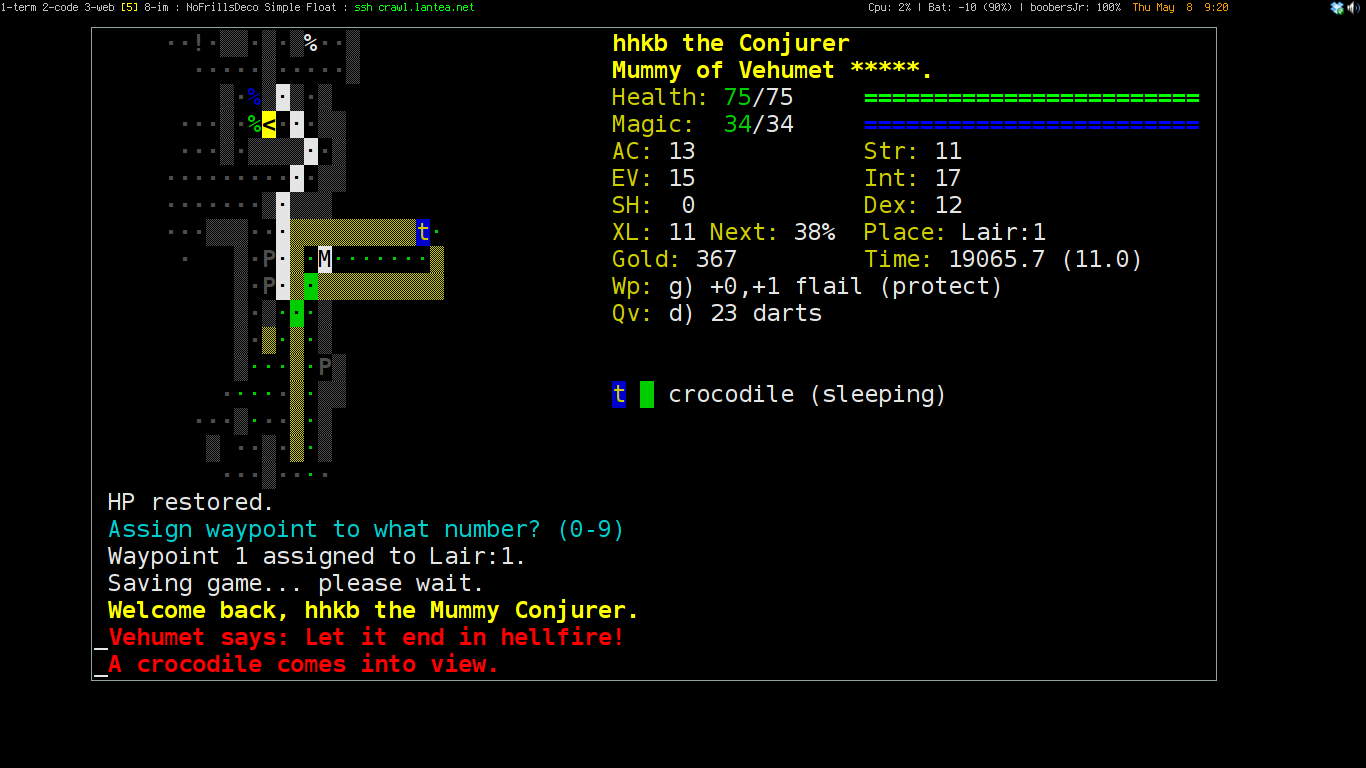 1-term 2-code 3-web [5] 8-im : NoFrillsDeco Simple Float : ssh crawl.lantea.net
Cpu: 2% | Bat: -10 (90%) | boobersJr: 100% Thu May 8 9:20
hhkb the Conjurer
Mummy of Vehumet *****.
Health: 75/75 ========================
Magic: 34/34 ========================
AC: 13 Str: 11
EV: 15 Int: 17
SH: 0 Dex: 12
XL: 11 Next: 38% Place: Lair:1
Gold: 367 Time: 19065.7 (11.0)
Wp: g) +0,+1 flail (protect)
Qv: d) 23 darts
t crocodile (sleeping)
HP restored.
Assign waypoint to what number? (0-9)
Waypoint 1 assigned to Lair:1.
Saving game... please wait.
Welcome back, hhkb the Mummy Conjurer.
_Vehumet says: Let it end in hellfire!
_A crocodile comes into view.